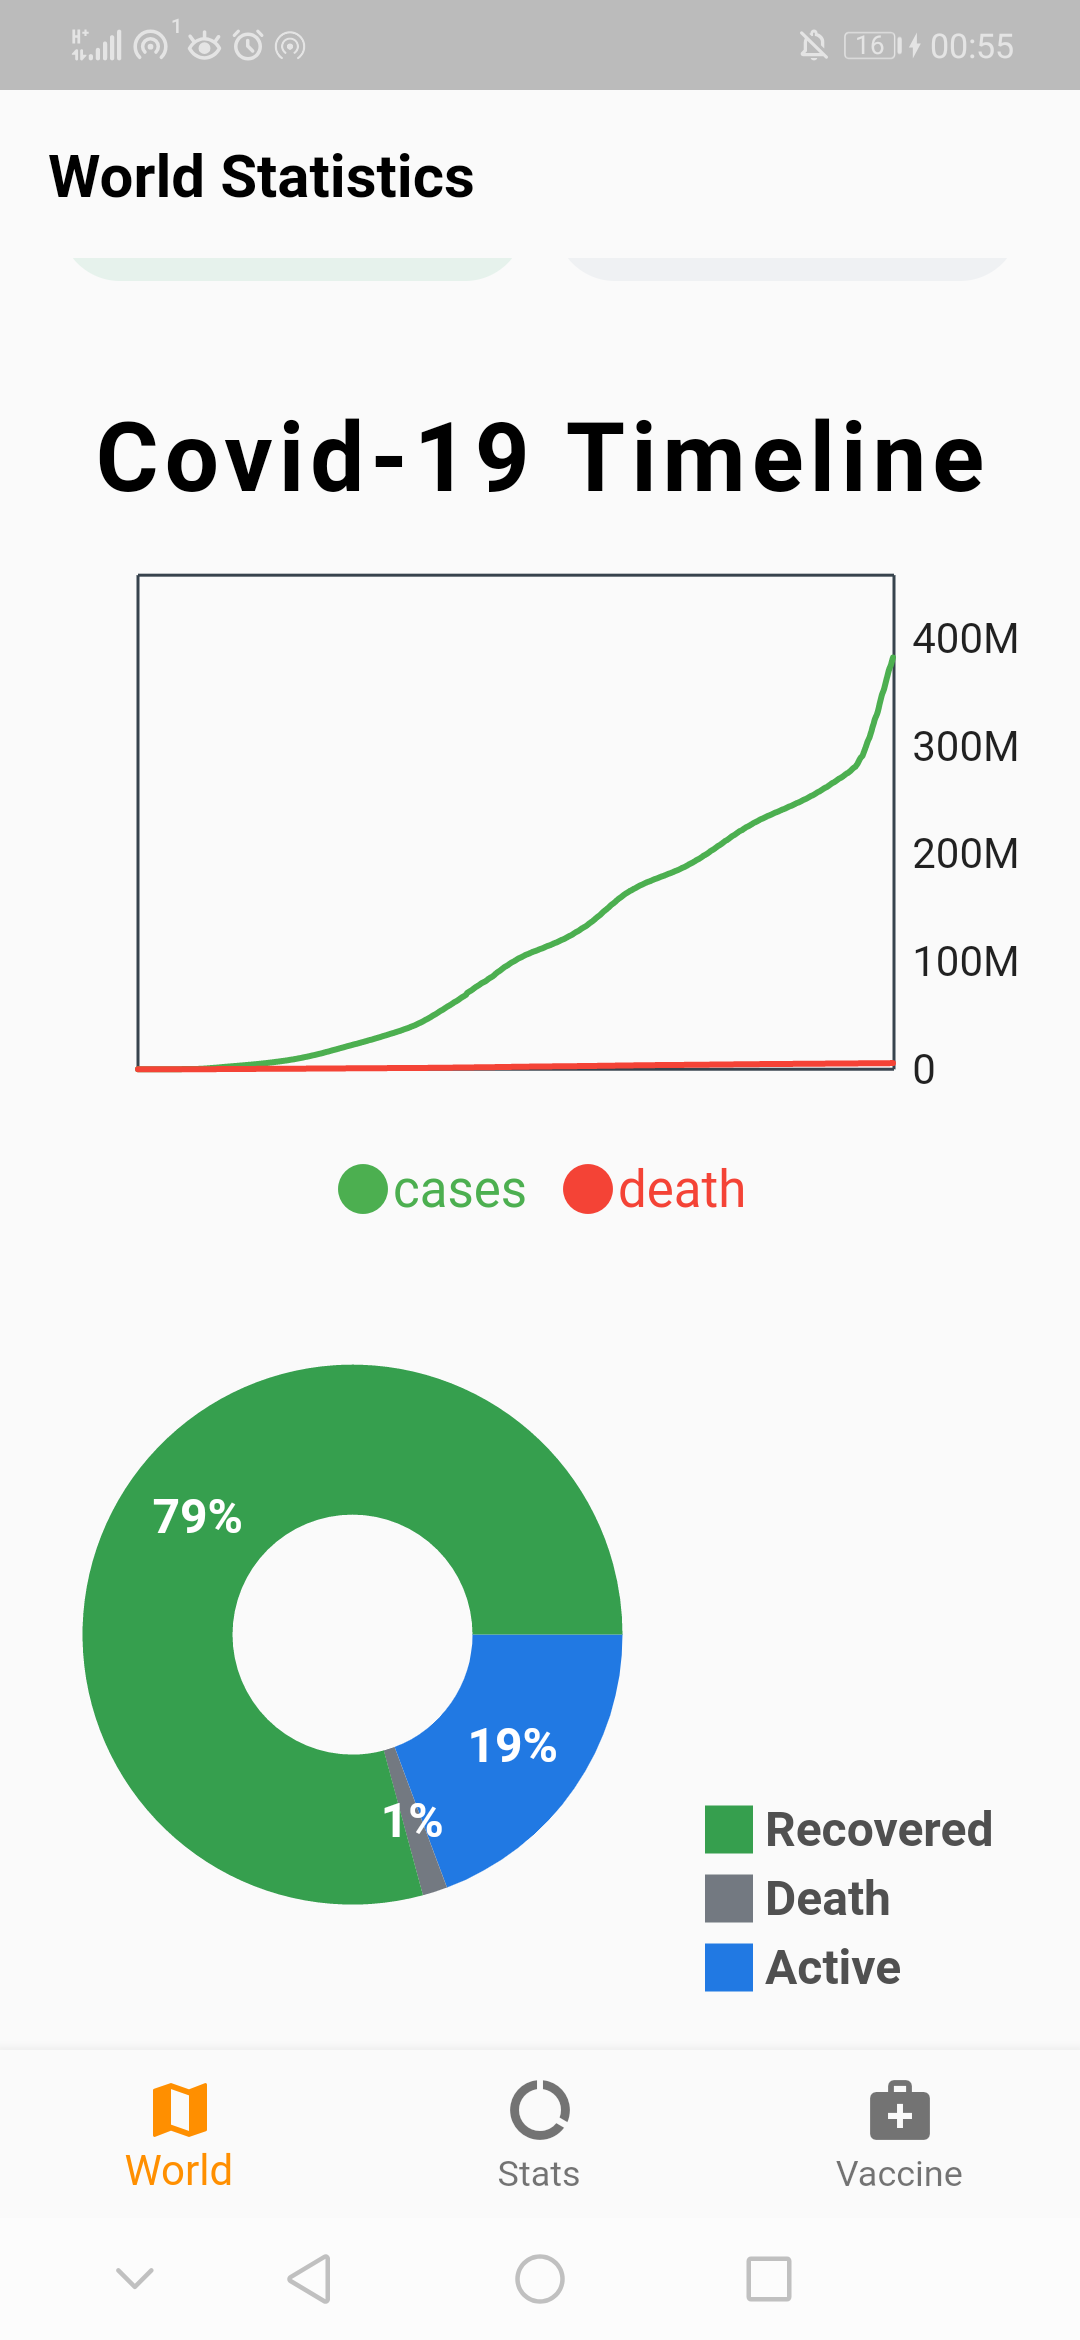 H+ 1 16 00:55
World Statistics
Covid-19 Timeline
400M
300M
200M
100M
0
cases death
79%
19%
1%
Recovered
Death
Active
World Stats Vaccine